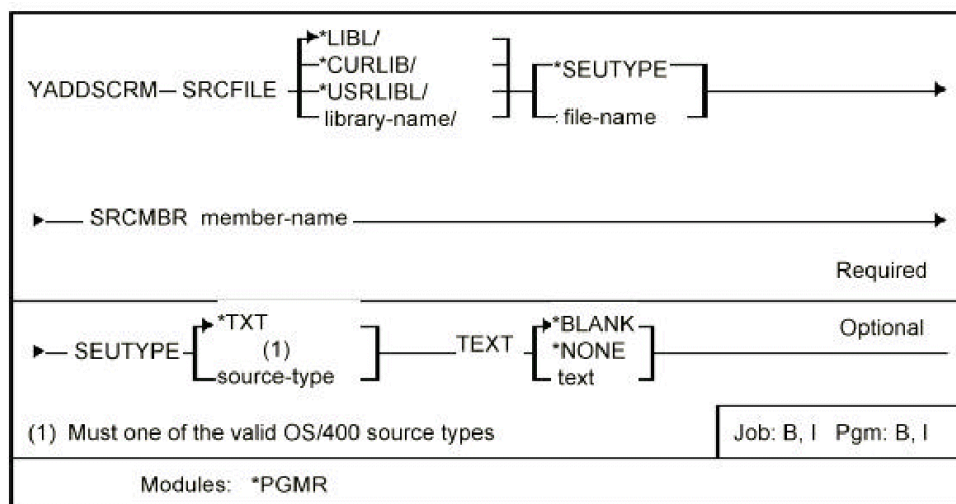 *LIBL/
*CURLIB/
*SEUTYPE
YADDSCRM SRCFILE *USRLIBL/
library-name/ : file-name
SRCMBR member-name
Required
*TXT *BLANK Optional
SEUTYPE (1) TEXT *NONE
source-type text
(1) Must one of the valid OS/400 source types Job: B, I Pgm: B, I
Modules: *PGMR